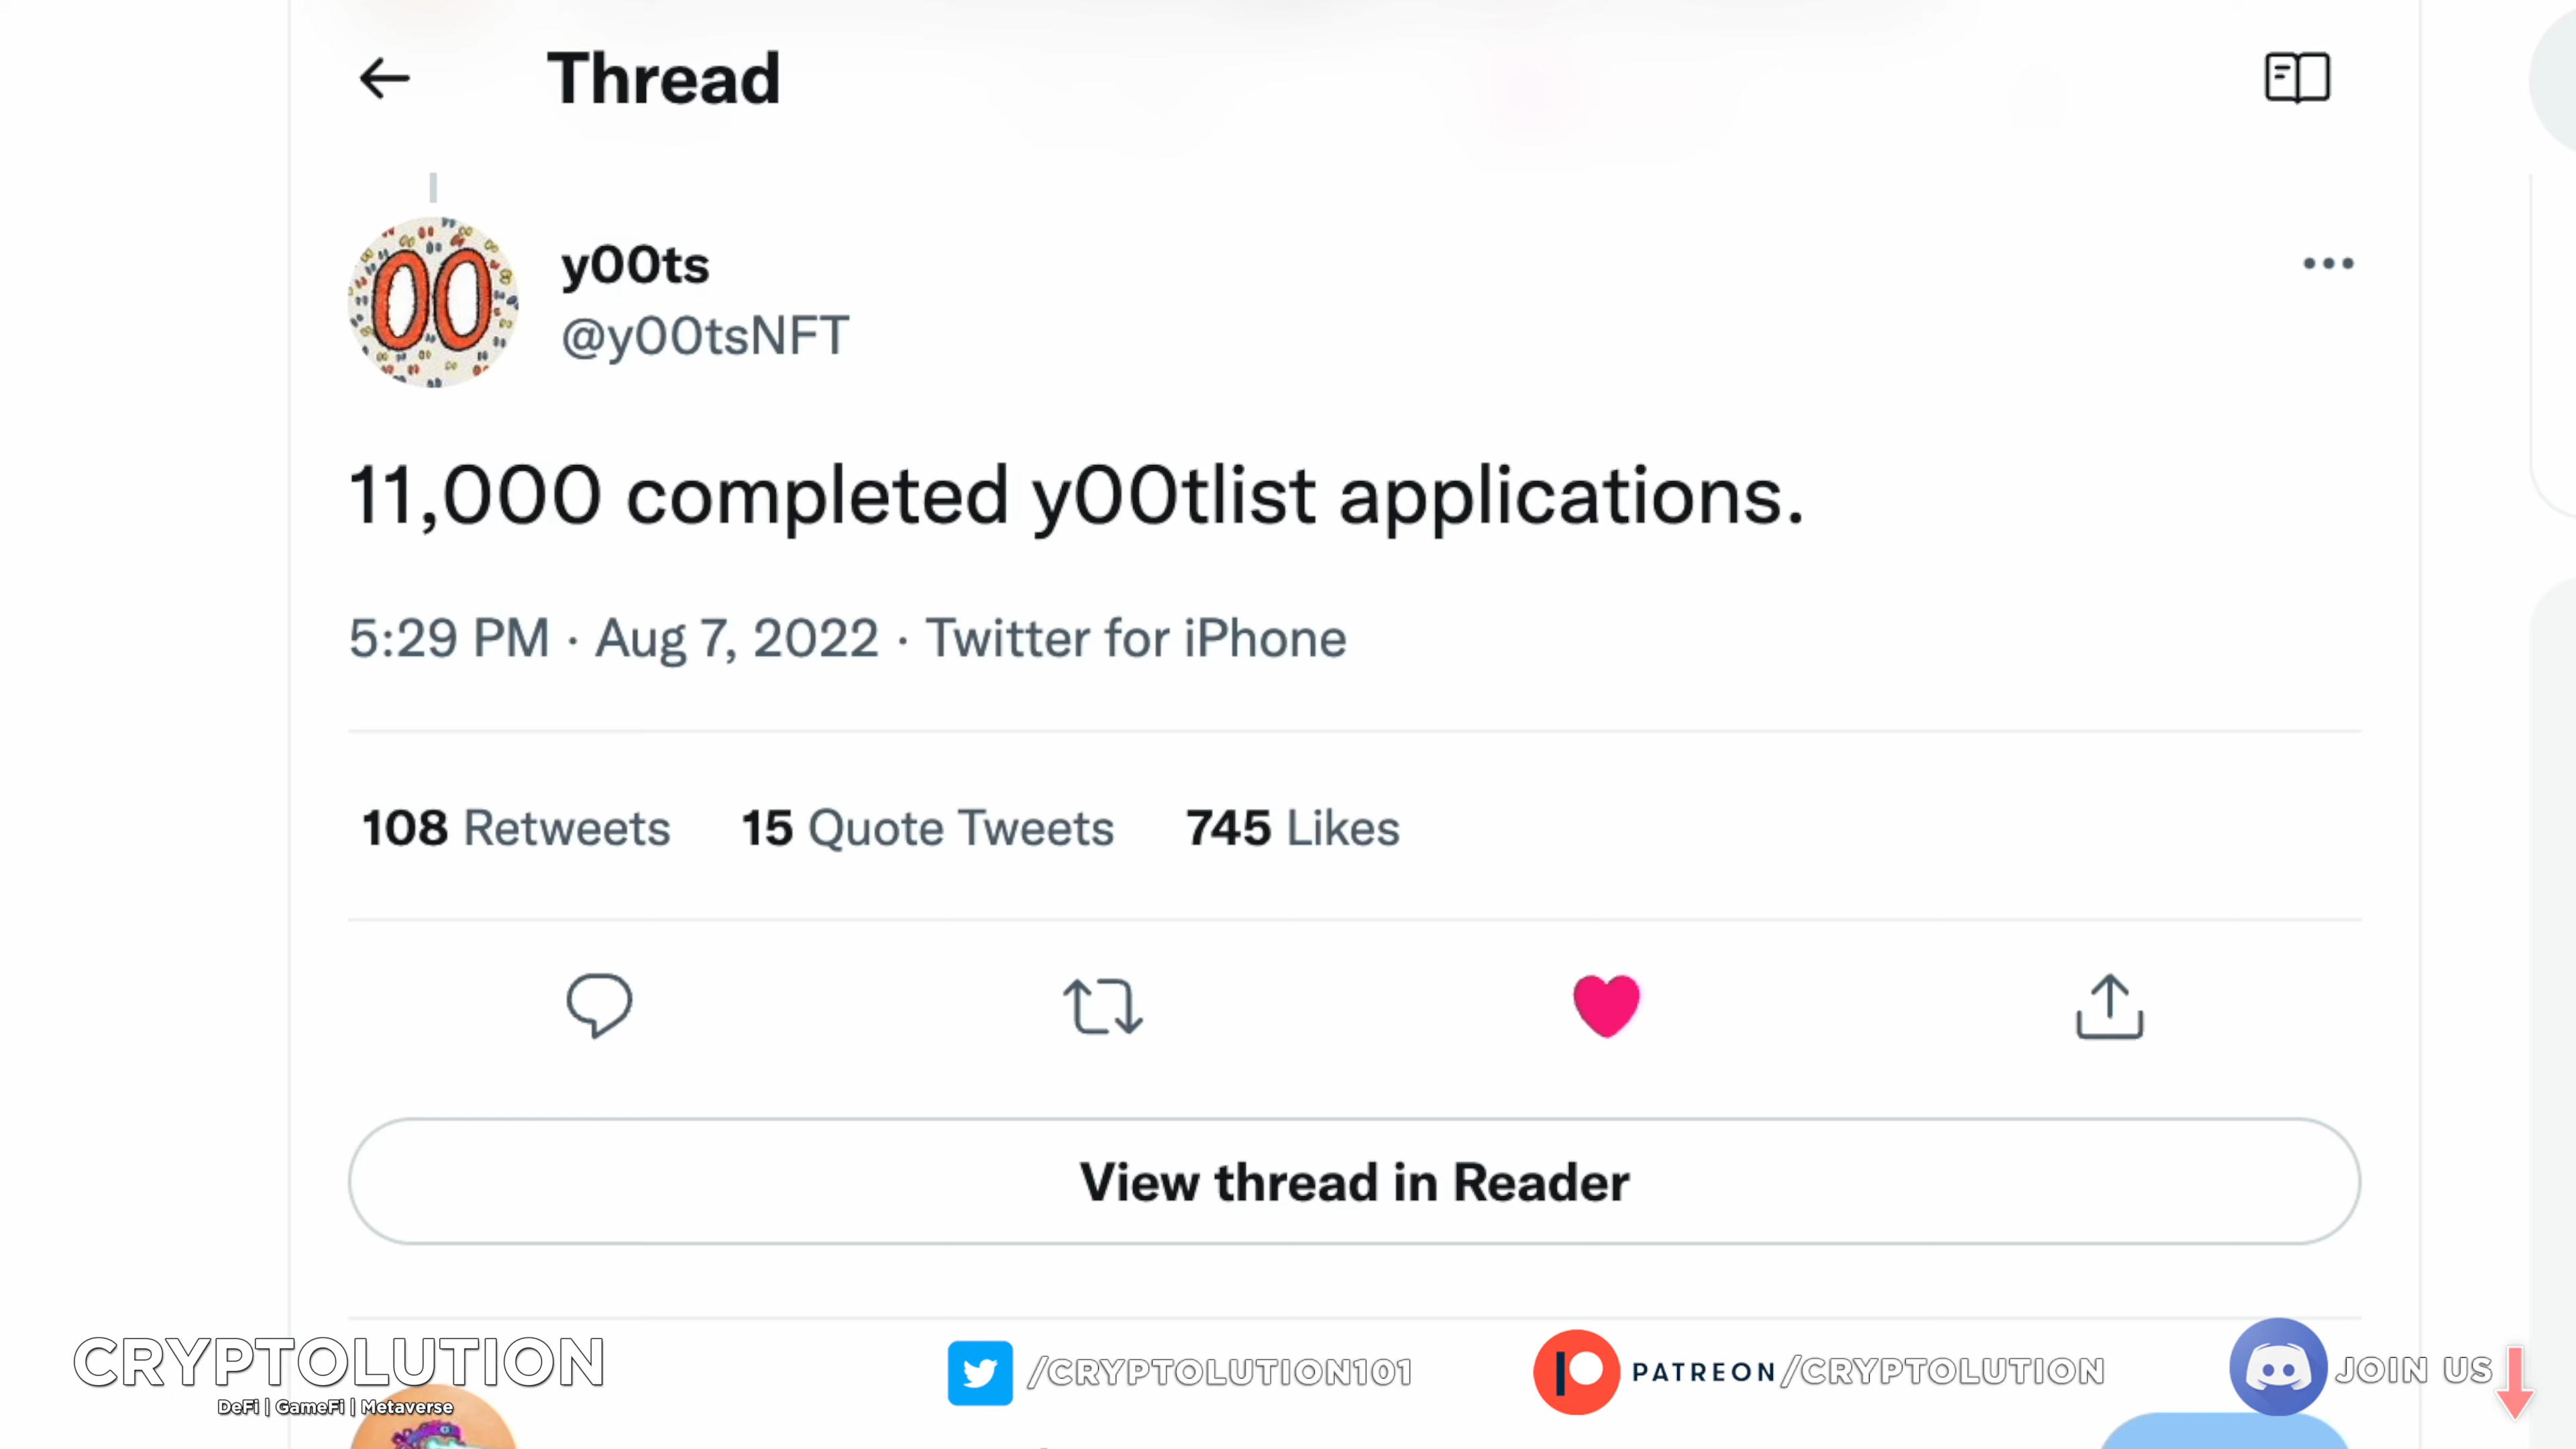 Thread
00
y00ts
@y00tsNFT
11,000 completed y00tlist applications.
5:29 PM · Aug 7, 2022 · Twitter for iPhone
108 Retweets 15 Quote Tweets 745 Likes
View thread in Reader
CRYPTOLUTION
DeFi | GameFi | Metaverse
/CRYPTOLUTION101
PATREON/CRYPTOLUTION
JOIN US